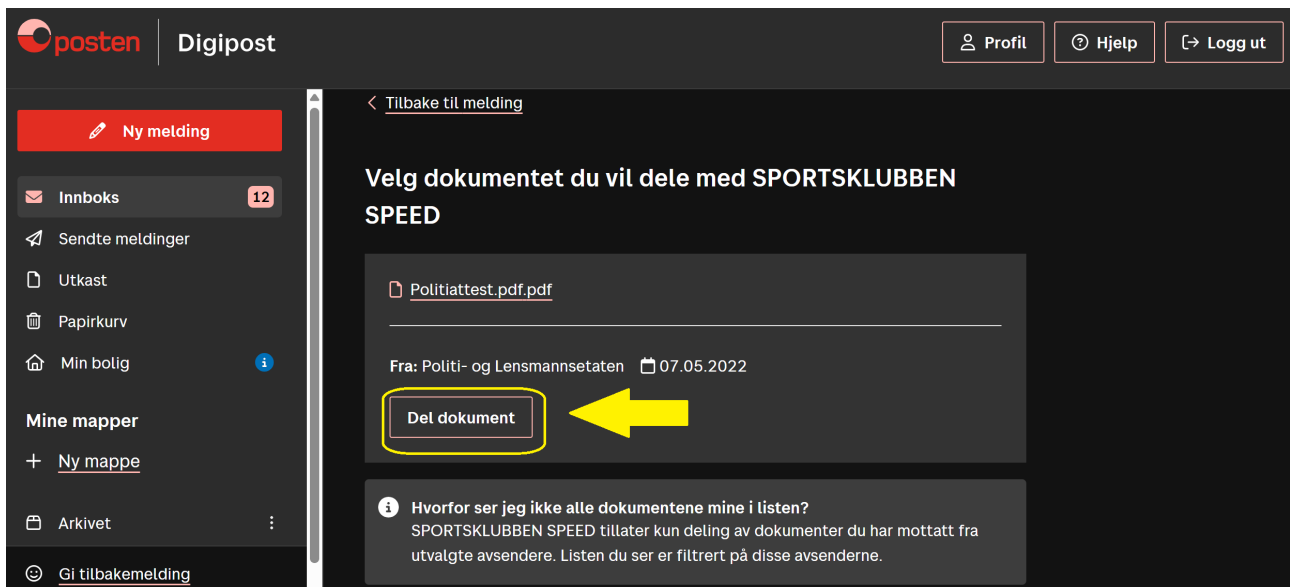 posten
Digipost
Profil
Hjelp
Logg ut
Ny melding
Innboks
12
Sendte meldinger
Utkast
Papirkurv
Min bolig
Mine mapper
Ny mappe
Arkivet
Gi tilbakemelding
Tilbake til melding
Velg dokumentet du vil dele med SPORTSKLUBBEN
SPEED
Politiattest.pdf.pdf
Fra: Politi- og Lensmannsetaten 07.05.2022
Del dokument
Hvorfor ser jeg ikke alle dokumentene mine i listen?
SPORTSKLUBBEN SPEED tillater kun deling av dokumenter du har mottatt fra
utvalgte avsendere. Listen du ser er filtrert på disse avsenderne.